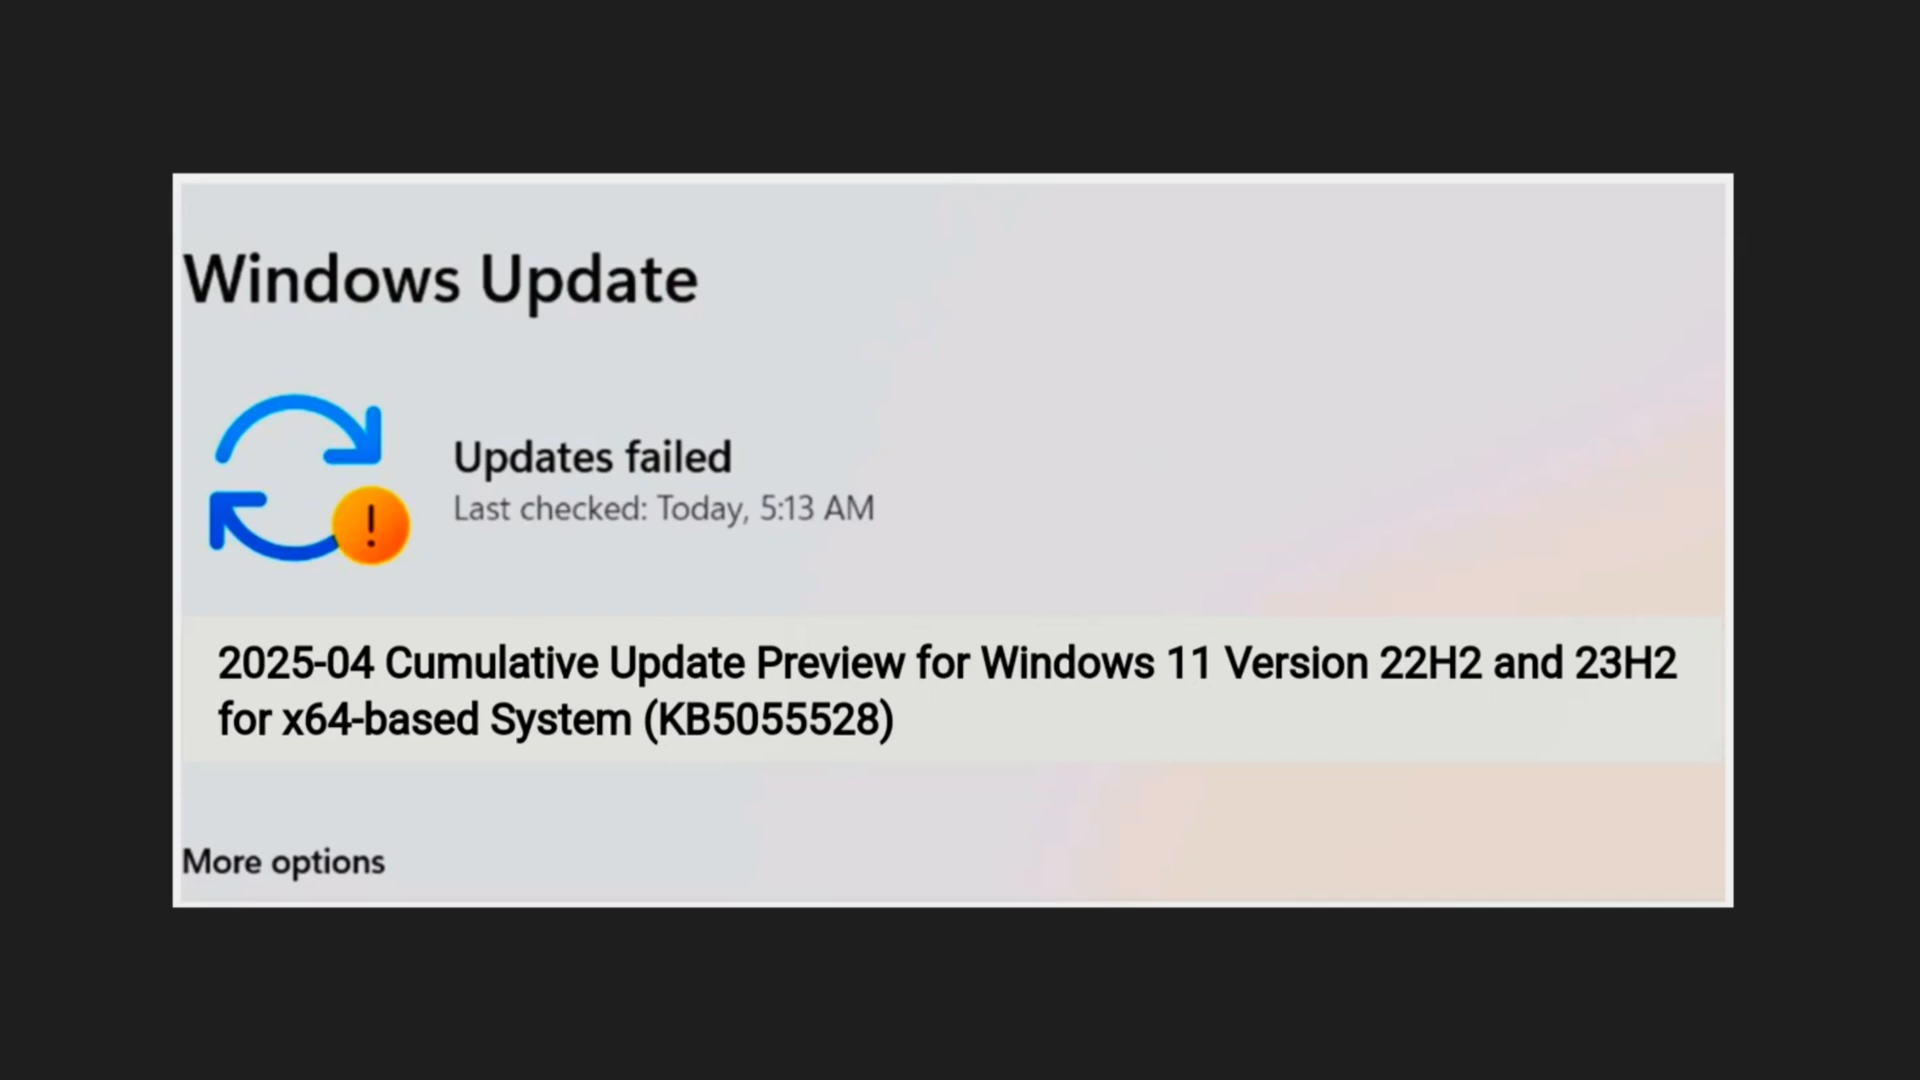 Windows Update
Updates failed
Last checked: Today, 5:13 AM
2025-04 Cumulative Update Preview for Windows 11 Version 22H2 and 23H2
for x64-based System (KB5055528)
More options